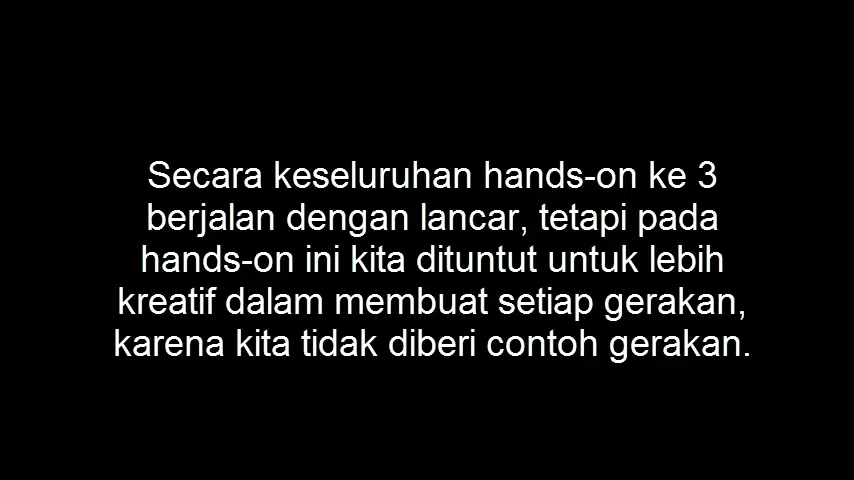 Secara keseluruhan hands-on ke 3
berjalan dengan lancar, tetapi pada
hands-on ini kita dituntut untuk lebih
kreatif dalam membuat setiap gerakan,
karena kita tidak diberi contoh gerakan.